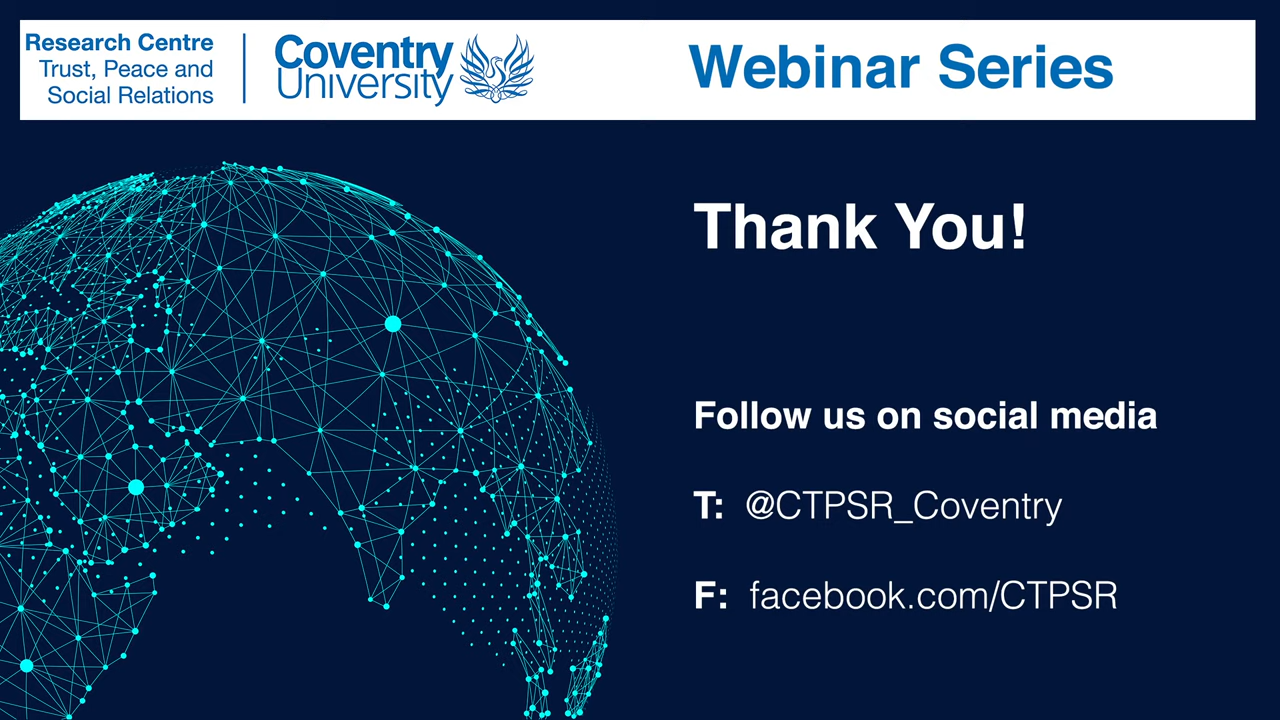 Research Centre
Trust, Peace and
Social Relations
Coventry
University
Webinar Series
Thank You!
Follow us on social media
T: @CTPSR_Coventry
F: facebook.com/CTPSR